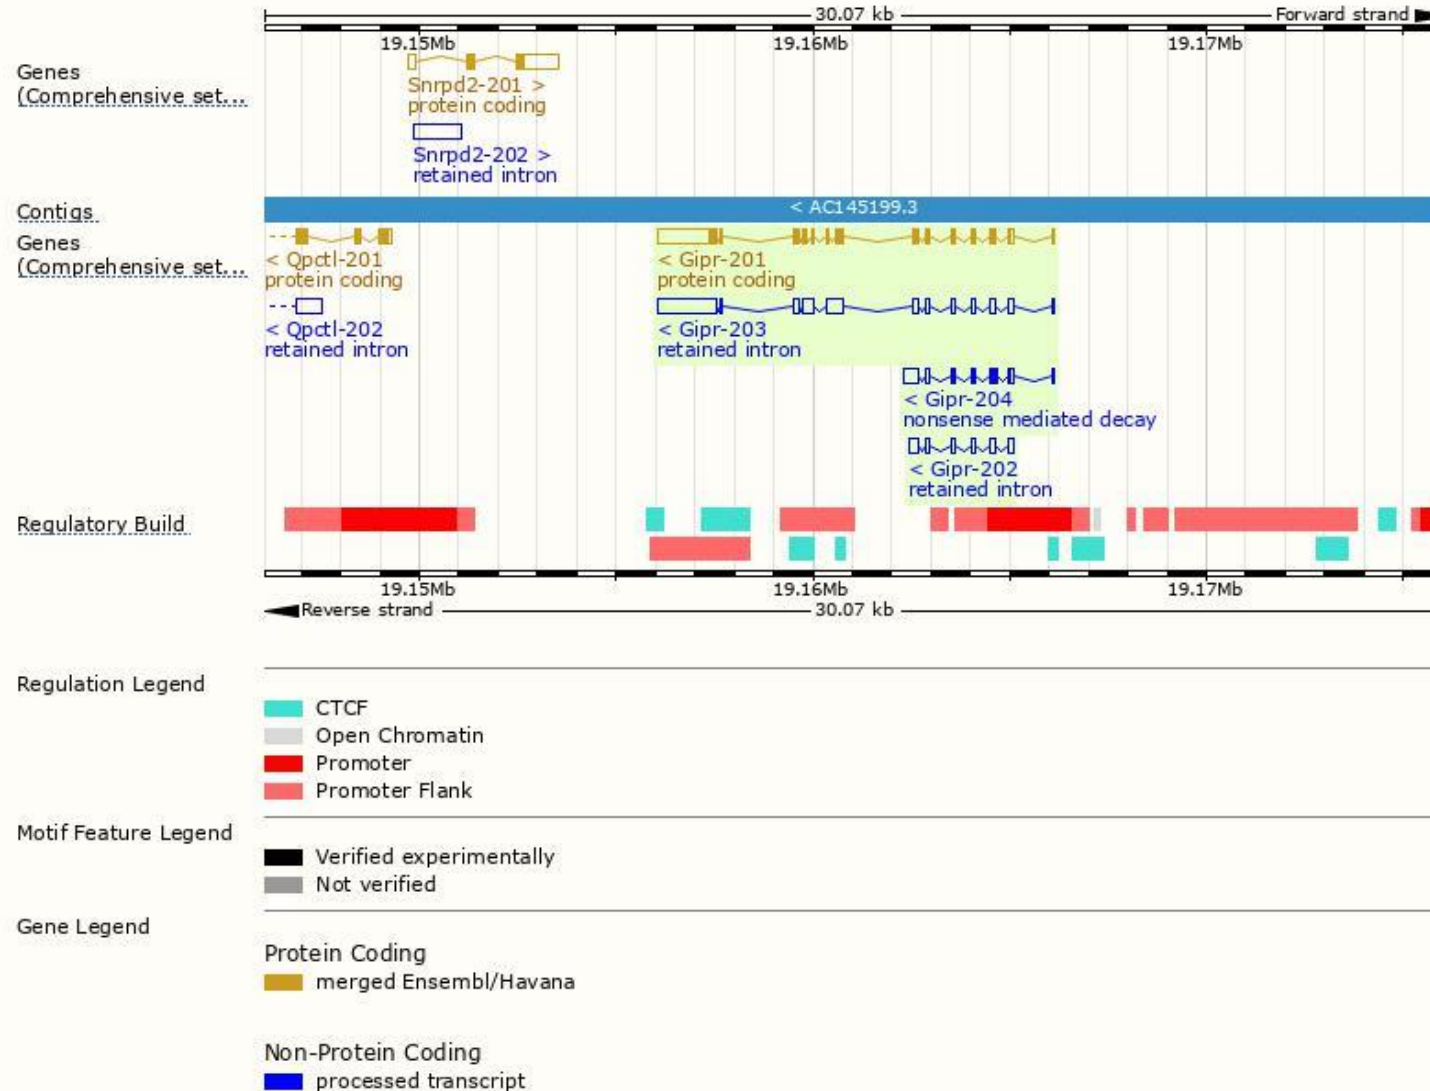 30.07 kb Forward strand
19.15Mb 19.16Mb 19.17Mb
Genes
(Comprehensive set...
Snrpd2-201 >
protein coding
Snrpd2-202 >
retained intron
Contigs
< AC145199.3
Genes
(Comprehensive set...
< Qpctl-201
protein coding
< Gipr-201
protein coding
< Qpctl-202
retained intron
< Gipr-203
retained intron
< Gipr-204
nonsense mediated decay
< Gipr-202
retained intron
Regulatory Build
19.15Mb 19.16Mb 19.17Mb
Reverse strand 30.07 kb
Regulation Legend
CTCF
Open Chromatin
Promoter
Promoter Flank
Motif Feature Legend
Verified experimentally
Not verified
Gene Legend
Protein Coding
merged Ensembl/Havana
Non-Protein Coding
processed transcript